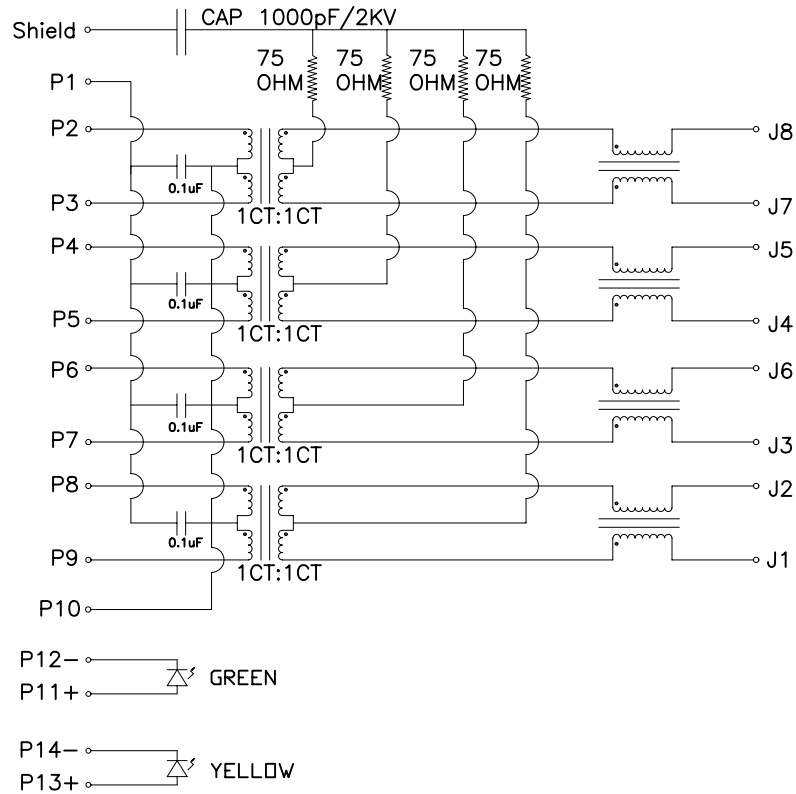 CAP 1000pF/2KV
Shield
75 75 75 75
OHM OHM OHM OHM
P1
P2 J8
0.1uF
P3 J7
1CT:1CT
P4 J5
0.1uF
P5 J4
1CT:1CT
P6 J6
0.1uF
P7 J3
1CT:1CT
P8 J2
0.1uF
P9 J1
1CT:1CT
P10
P12-
GREEN
P11+
P14-
YELLOW
P13+